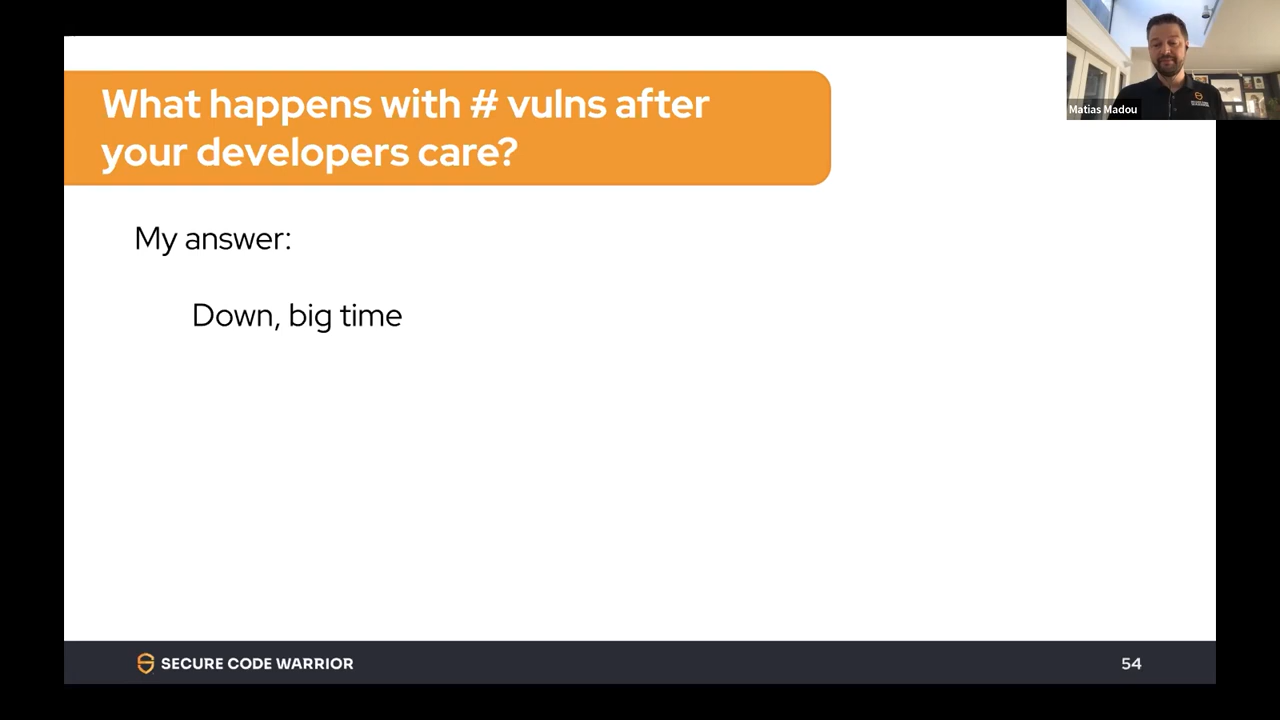 What happens with # vulns after
your developers care?
Matias Madou
My answer:
Down, big time
SECURE CODE WARRIOR
54